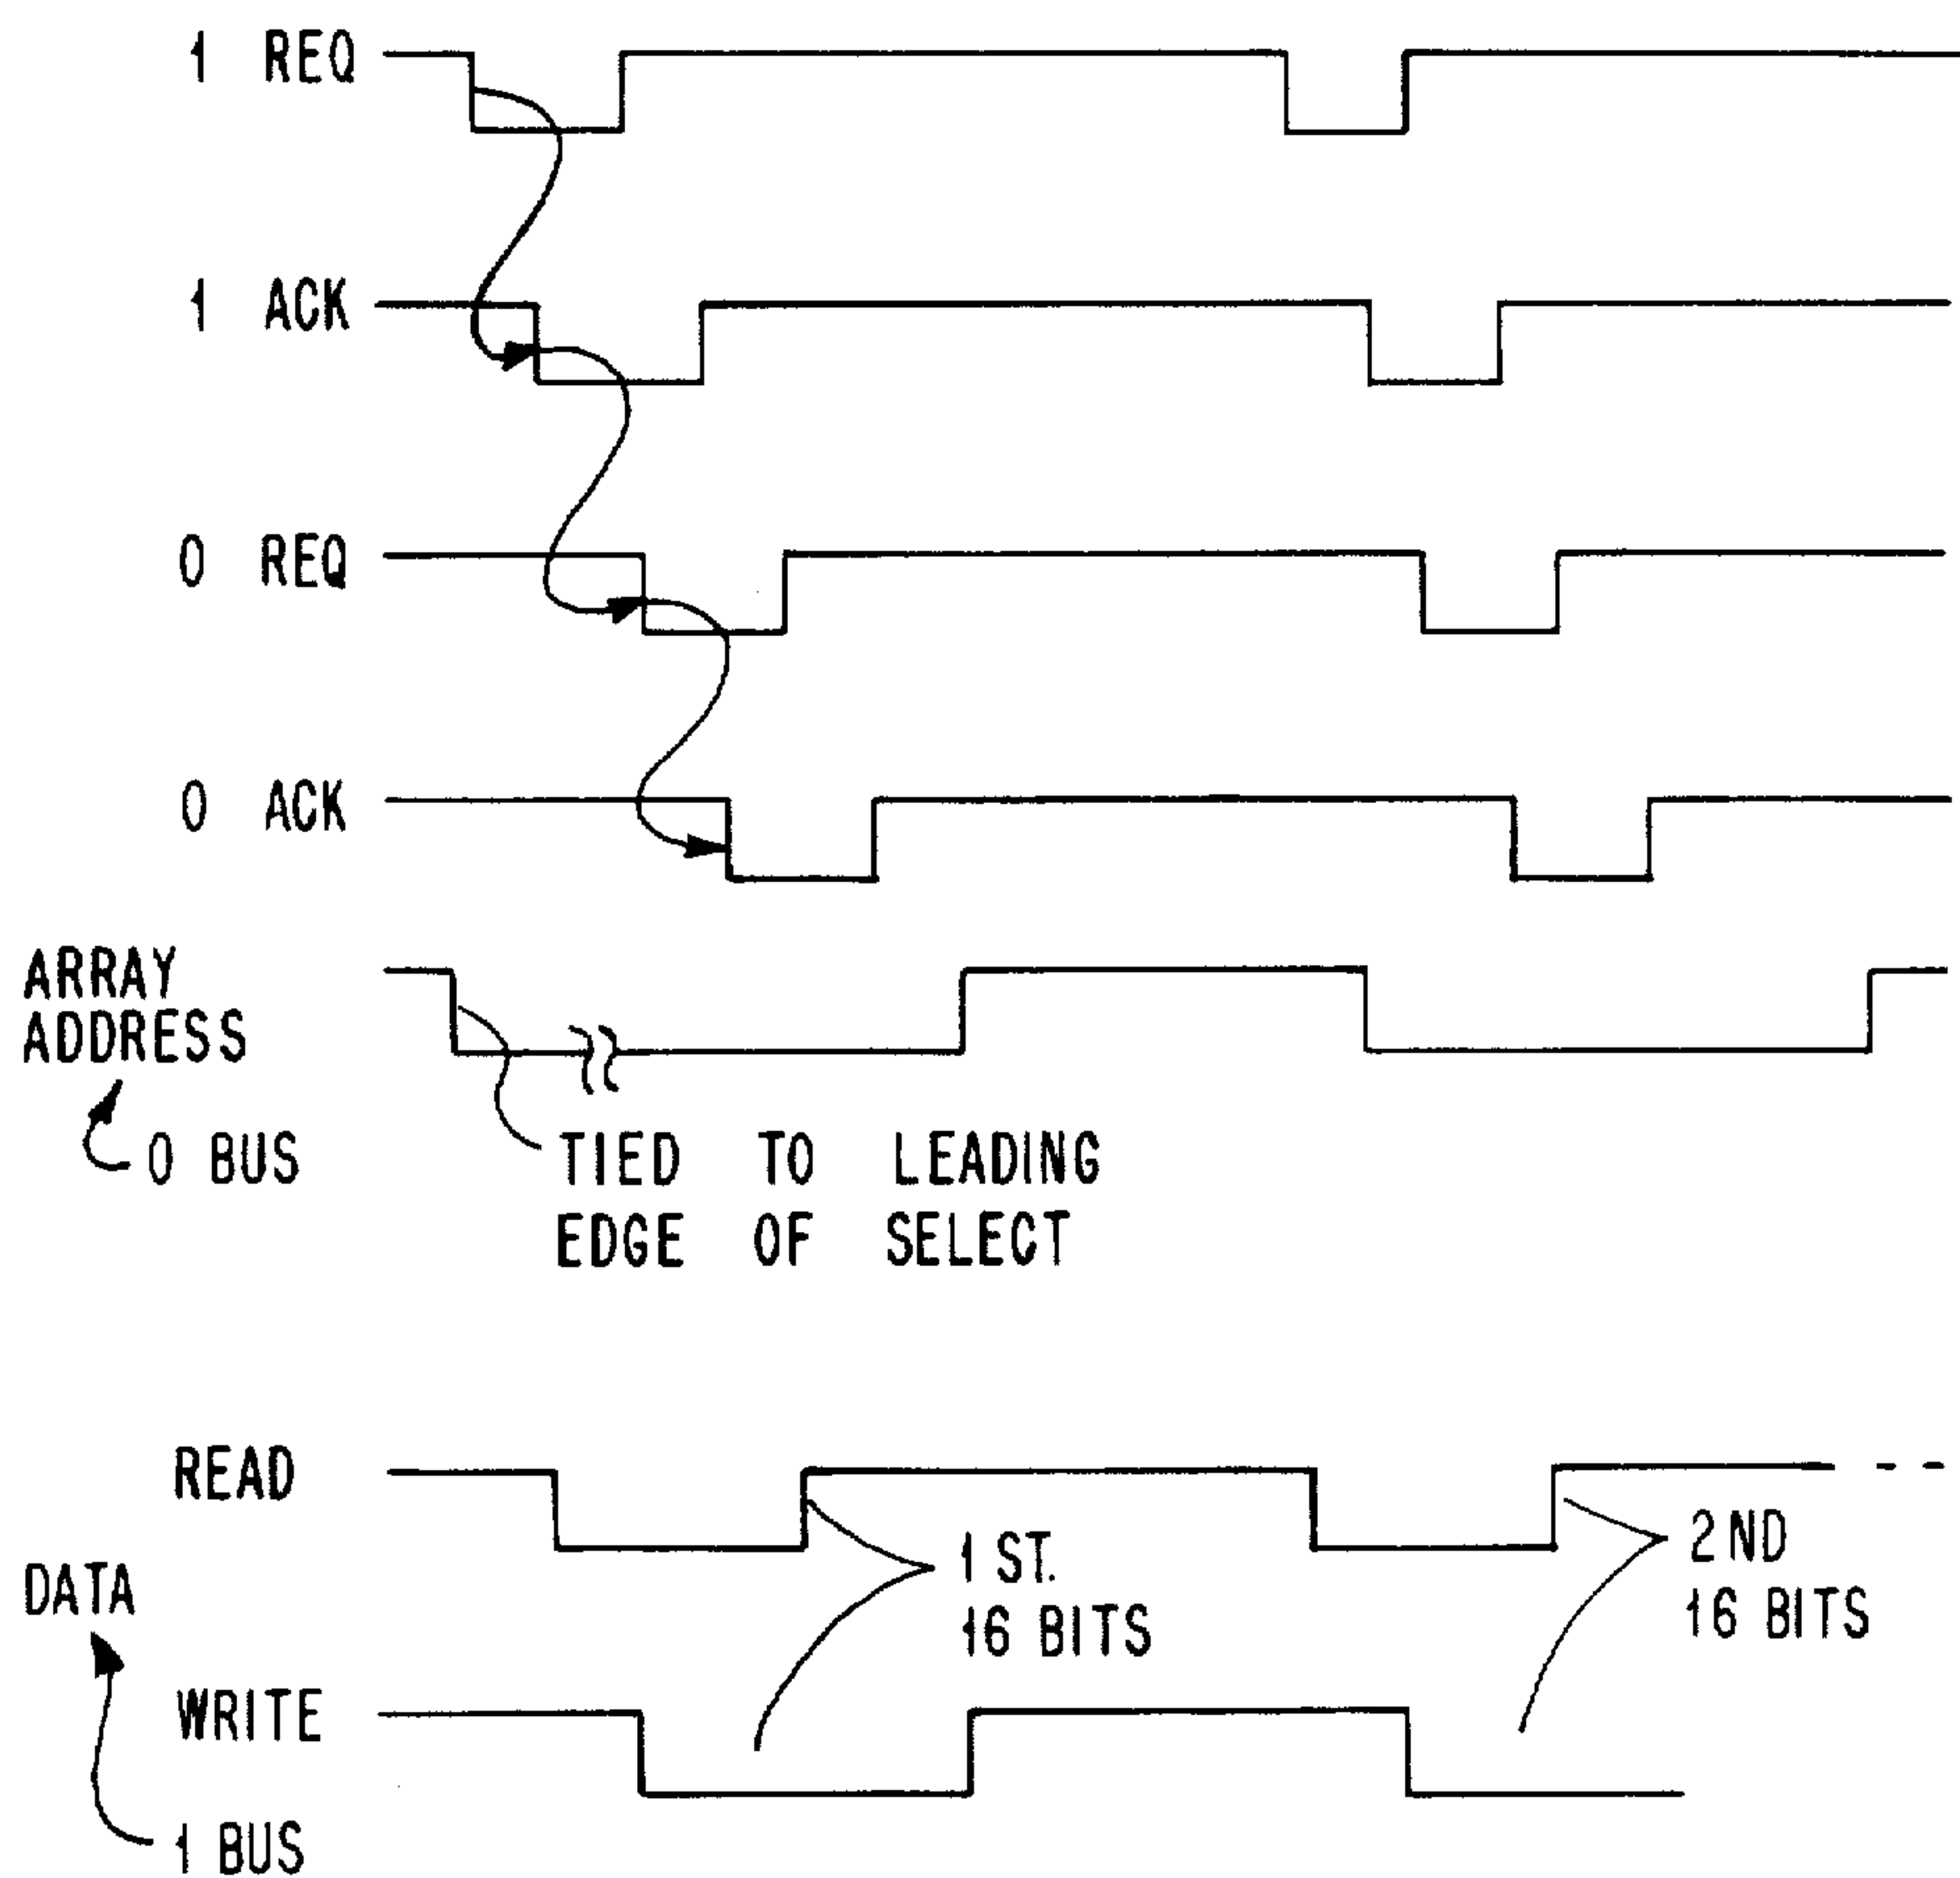 1 REQ
1 ACK
0 REQ
0 ACK
ARRAY
ADDRESS
0 BUS
TIED TO LEADING
EDGE OF SELECT
READ
1 ST.
16 BITS
2 ND
16 BITS
DATA
WRITE
1 BUS